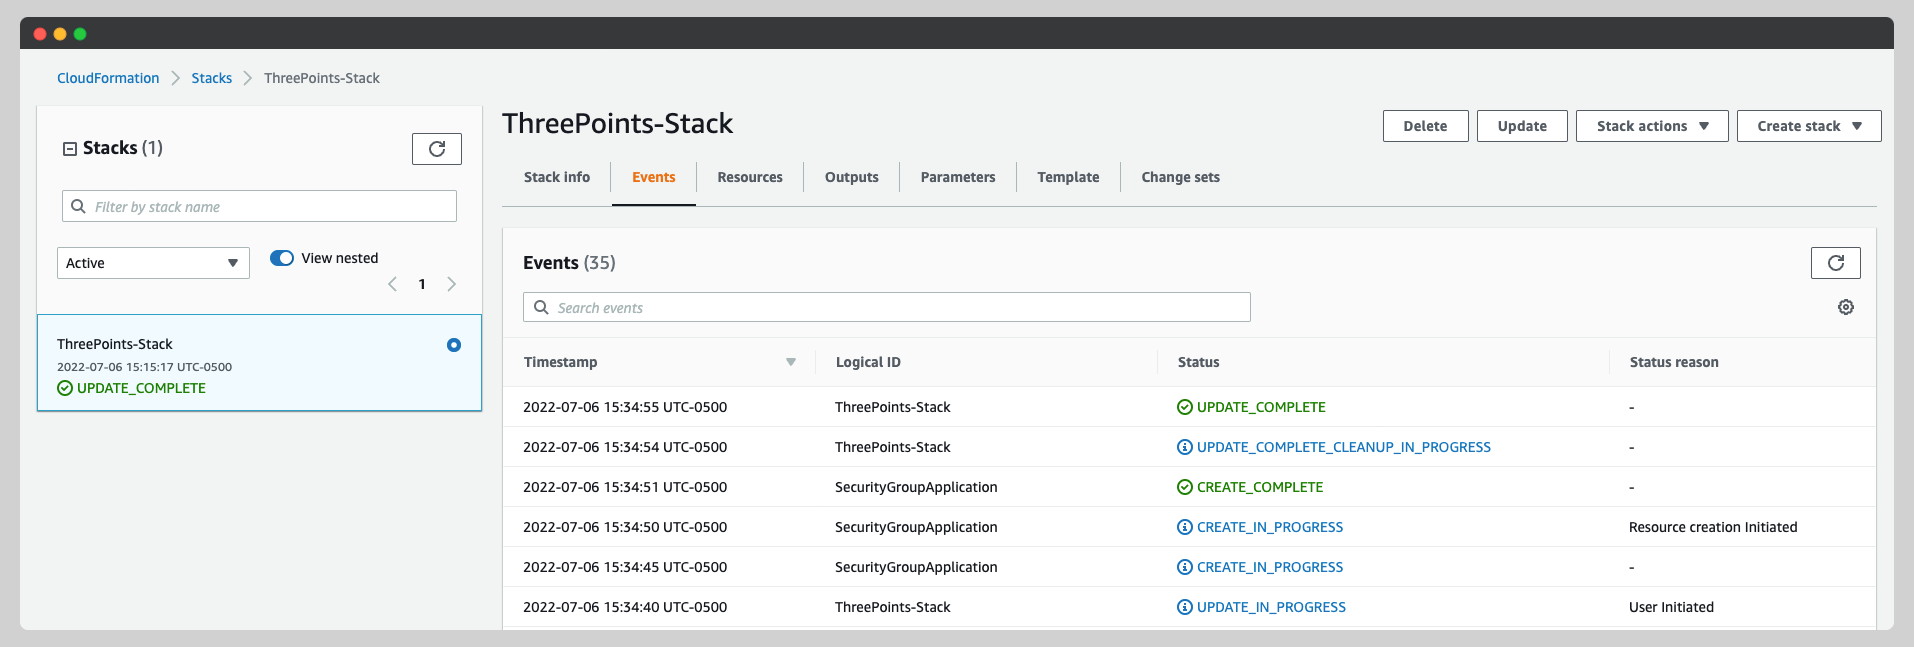 CloudFormation Stacks ThreePoints-Stack
Stacks (1)
Filter by stack name
Active View nested
1
ThreePoints-Stack
2022-07-06 15:15:17 UTC-0500
UPDATE_COMPLETE
ThreePoints-Stack
Delete Update Stack actions Create stack
Stack info Events Resources Outputs Parameters Template Change sets
Events (35)
Search events
Timestamp Logical ID Status Status reason
2022-07-06 15:34:55 UTC-0500 ThreePoints-Stack UPDATE_COMPLETE -
2022-07-06 15:34:54 UTC-0500 ThreePoints-Stack UPDATE_COMPLETE_CLEANUP_IN_PROGRESS -
2022-07-06 15:34:51 UTC-0500 SecurityGroupApplication CREATE_COMPLETE -
2022-07-06 15:34:50 UTC-0500 SecurityGroupApplication CREATE_IN_PROGRESS Resource creation Initiated
2022-07-06 15:34:45 UTC-0500 SecurityGroupApplication CREATE_IN_PROGRESS -
2022-07-06 15:34:40 UTC-0500 ThreePoints-Stack UPDATE_IN_PROGRESS User Initiated